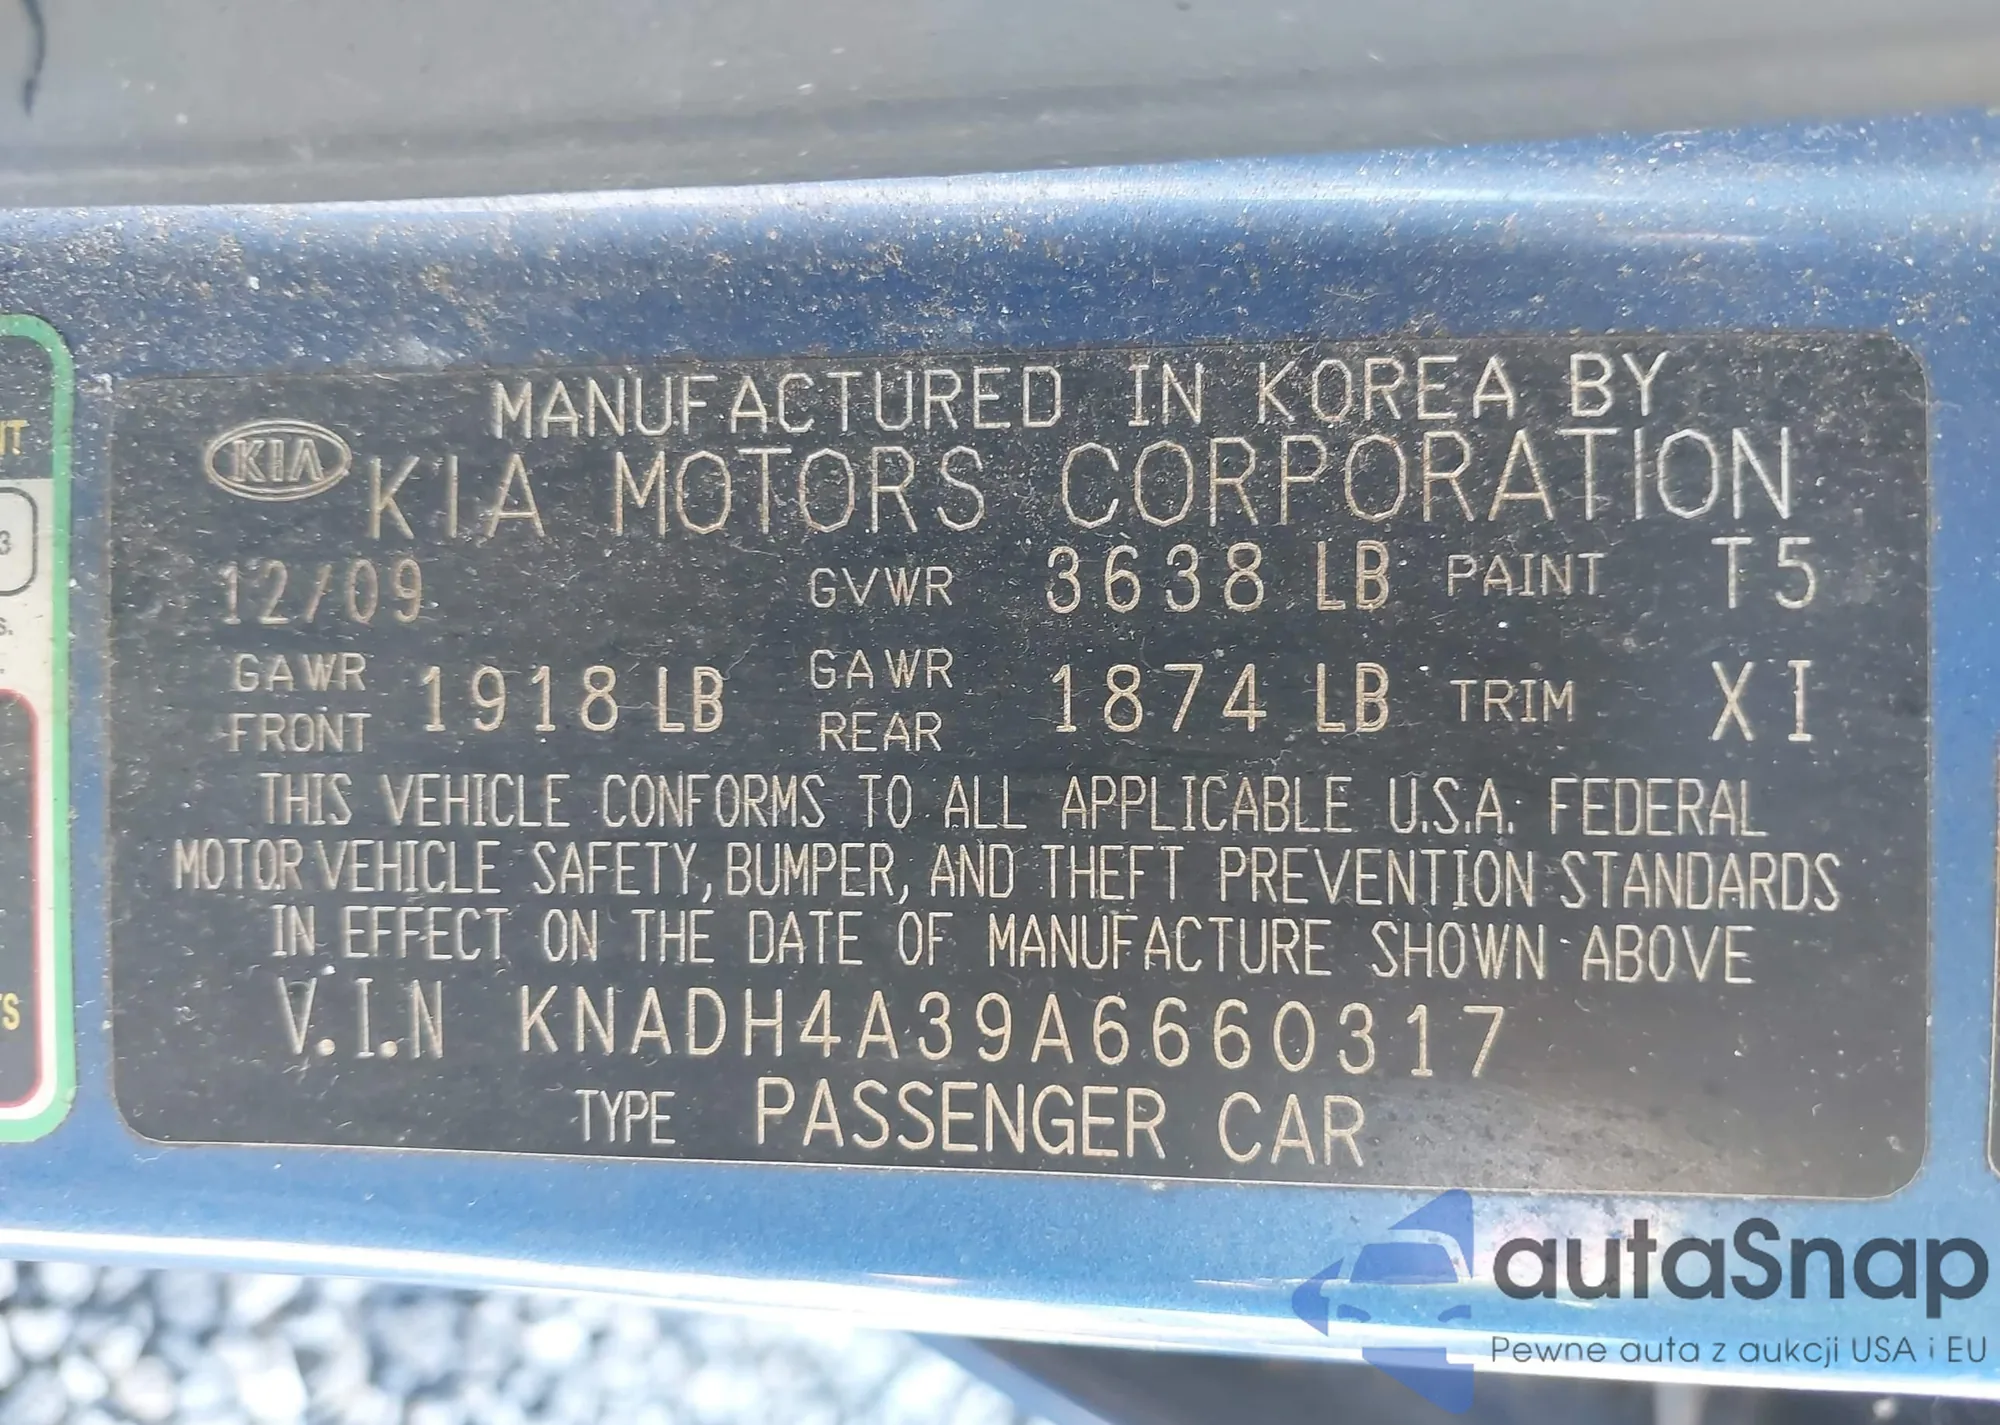 MANUFACTURED IN KOREA BY
KIA KIA MOTORS CORPORATION
12/09 GVWR 3638 LB PAINT T5
GAWR FRONT 1918 LB GAWR REAR 1874 LB TRIM XI
THIS VEHICLE CONFORMS TO ALL APPLICABLE U.S.A. FEDERAL
MOTOR VEHICLE SAFETY, BUMPER, AND THEFT PREVENTION STANDARDS
IN EFFECT ON THE DATE OF MANUFACTURE SHOWN ABOVE
V.I.N KNADH4A39A6660317
TYPE PASSENGER CAR
autaSnap
Pewne auta z aukcji USA i EU